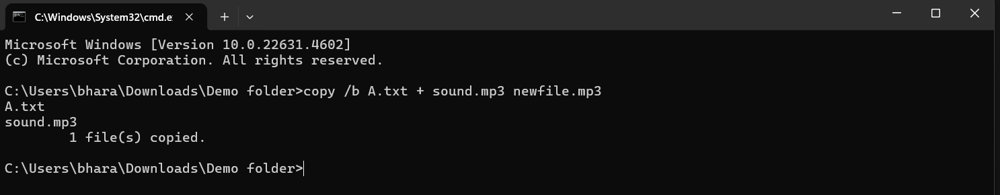 C:\Windows\System32\cmd.e
Microsoft Windows [Version 10.0.22631.4602]
(c) Microsoft Corporation. All rights reserved.
C:\Users\bhara\Downloads\Demo folder>copy /b A.txt + sound.mp3 newfile.mp3
A.txt
sound.mp3
        1 file(s) copied.
C:\Users\bhara\Downloads\Demo folder>